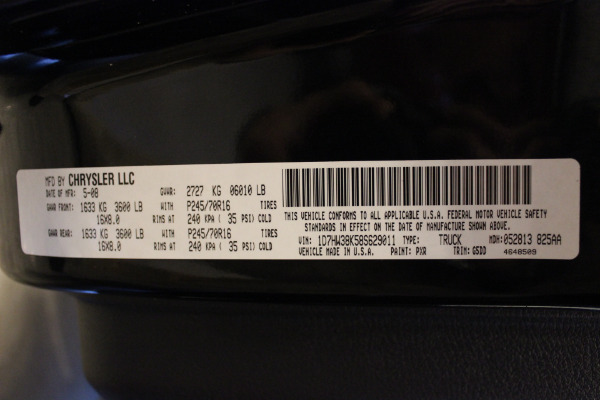 MFD BY CHRYSLER LLC
DATE OF MFR: 5-08 GVWR: 2727 KG 06010 LB
GAWR FRONT: 1633 KG 3600 LB WITH P245/70R16 TIRES
16X8.0 RIMS AT 240 KPA ( 35 PSI) COLD
GAWR REAR: 1633 KG 3600 LB WITH P245/70R16 TIRES
16X8.0 RIMS AT 240 KPA ( 35 PSI) COLD
THIS VEHICLE CONFORMS TO ALL APPLICABLE U.S.A. FEDERAL MOTOR VEHICLE SAFETY
STANDARDS IN EFFECT ON THE DATE OF MANUFACTURE SHOWN ABOVE.
VIN: 1D7HW38K58S629011 TYPE: TRUCK MDH: 052813 825AA
VEHICLE MADE IN U.S.A. PAINT: PXR TRIM: G5DD 4648509